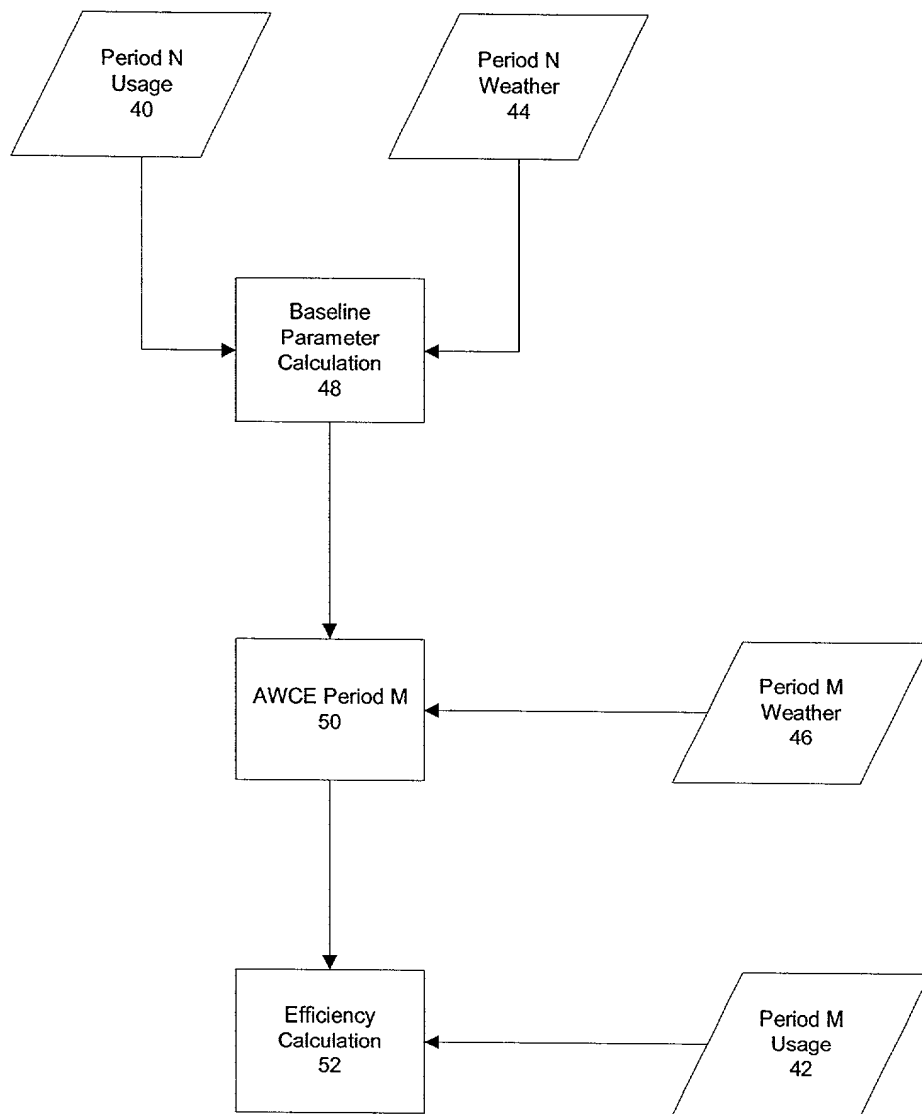 Period N
Usage
40
Period N
Weather
44
Baseline
Parameter
Calculation
48
AWCE Period M
50
Period M
Weather
46
Efficiency
Calculation
52
Period M
Usage
42